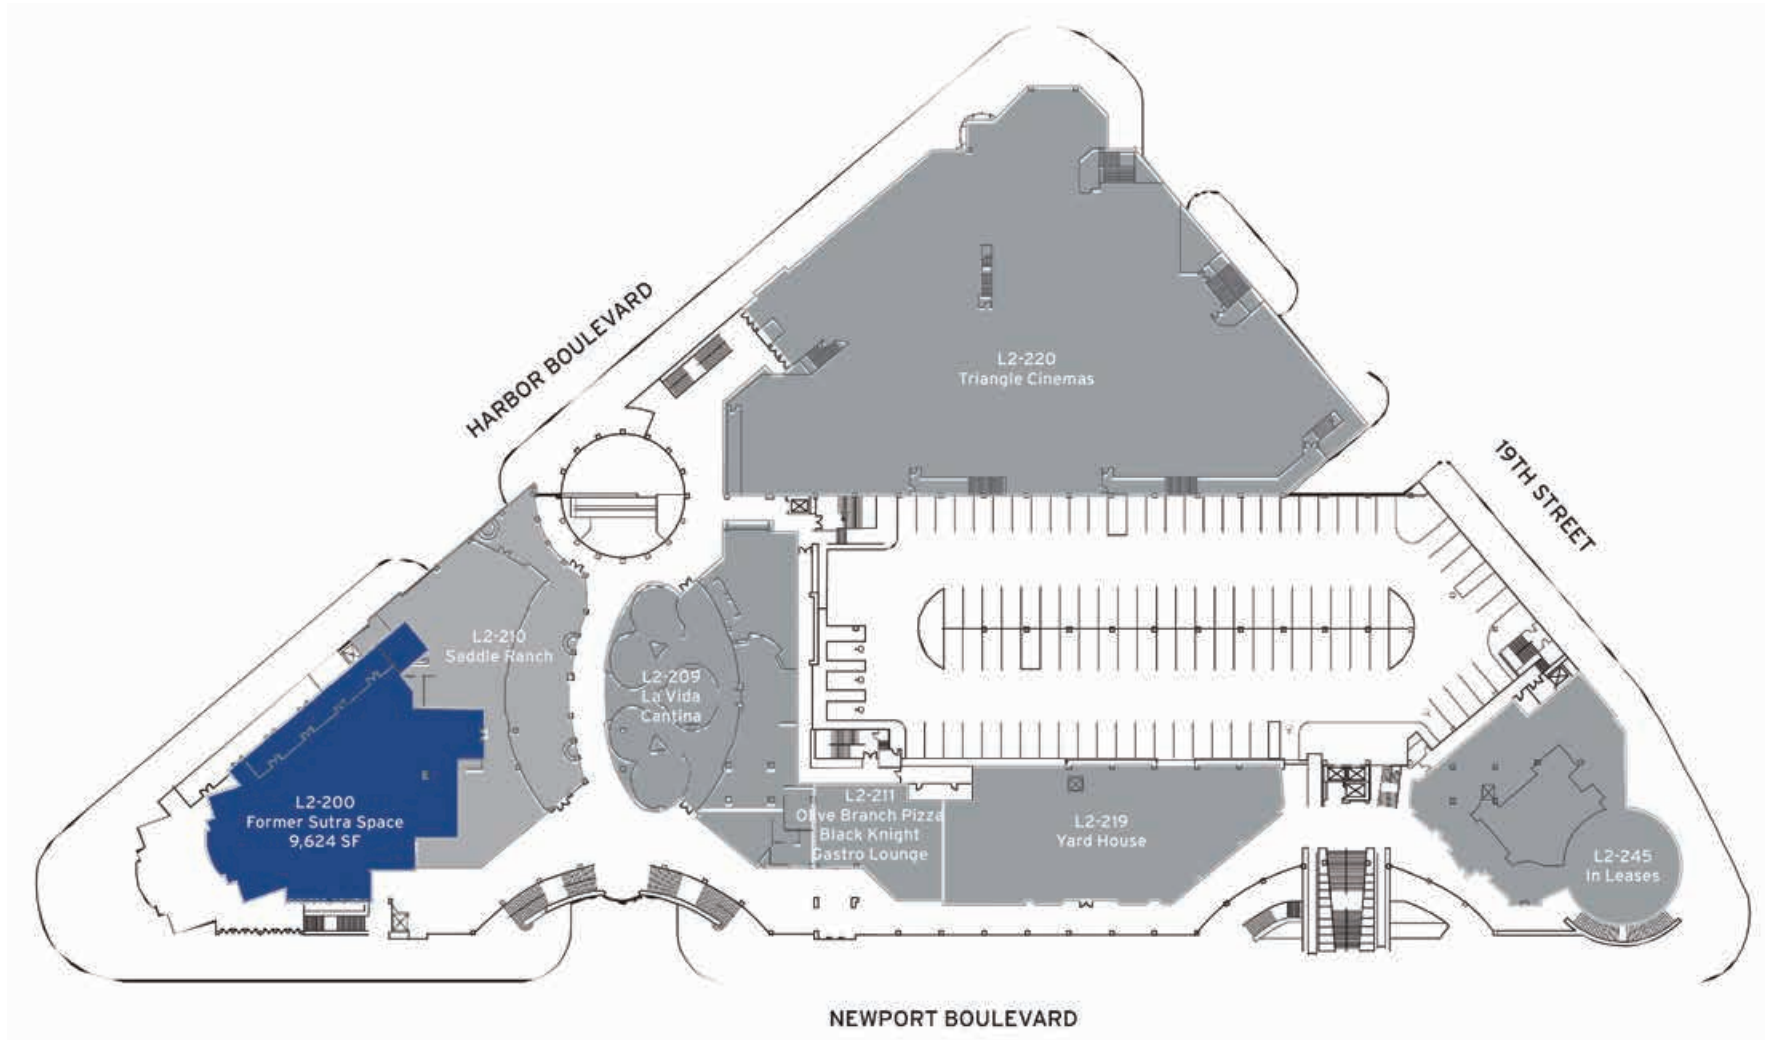 HARBOR BOULEVARD
L2-220
Triangle Cinemas
19TH STREET
L2-210
Saddle Ranch
L2-209
La Vida
Cantina
L2-200
Former Sutra Space
9,624 SF
L2-211
Olive Branch Pizza
Black Knight
Gastro Lounge
L2-219
Yard House
L2-245
In Leases
NEWPORT BOULEVARD